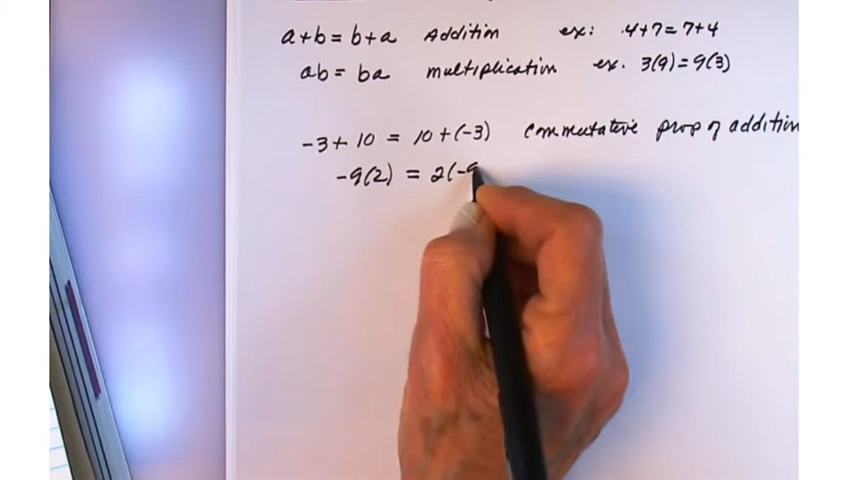 a+b = b+a Addition ex: 4+7 = 7+4
ab = ba multiplication ex. 3(9) = 9(3)
-3+10 = 10+(-3) Commutative prop of addition
-9(2) = 2(-9